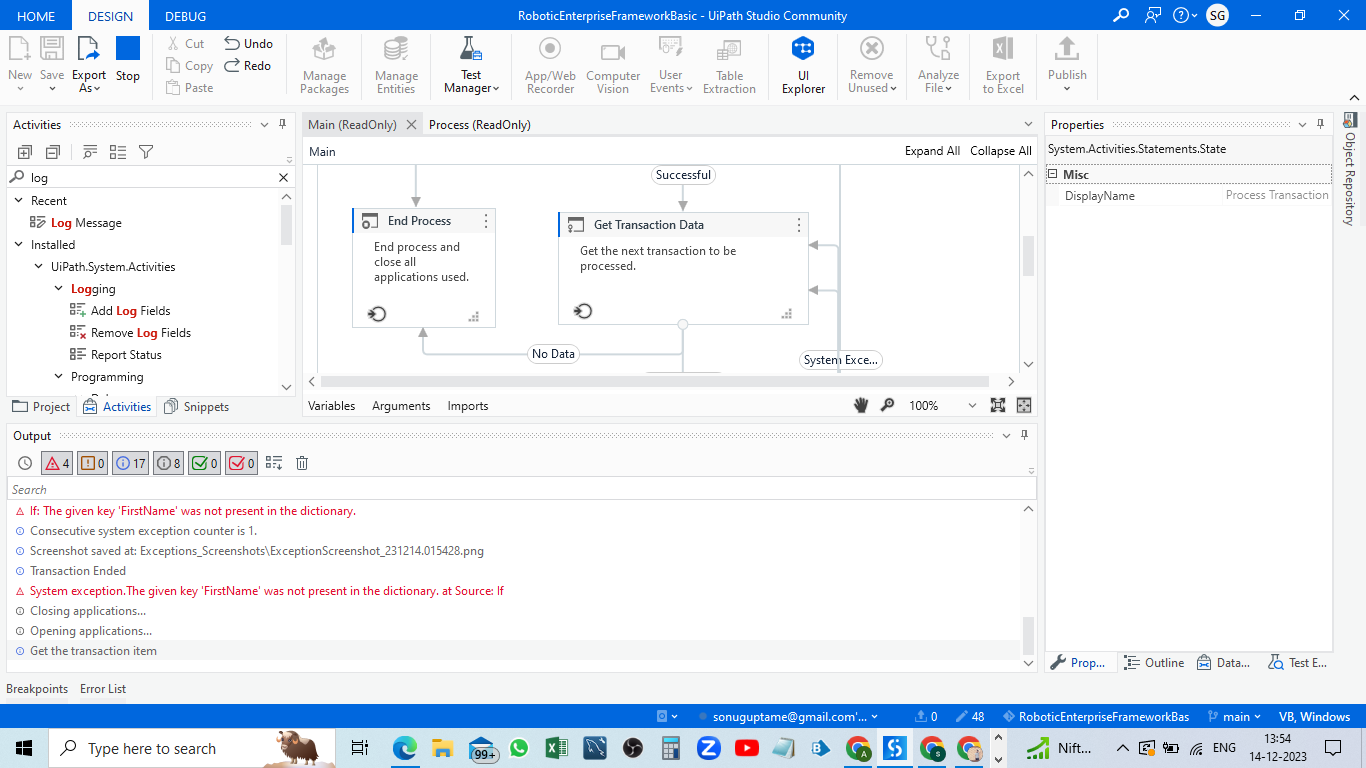 HOME DESIGN DEBUG RoboticEnterpriseFrameworkBasic - UiPath Studio Community SG
New Save Export As Stop
Cut Copy Paste
Undo Redo
Manage Packages
Manage Entities
Test Manager
App/Web Recorder
Computer Vision
User Events
Table Extraction
UI Explorer
Remove Unused
Analyze File
Export to Excel
Publish
Activities
log
Recent
Log Message
Installed
UiPath.System.Activities
Logging
Add Log Fields
Remove Log Fields
Report Status
Programming
Project Activities Snippets
Main (ReadOnly) Process (ReadOnly)
Main Expand All Collapse All
Successful
End Process
End process and
close all
applications used.
Get Transaction Data
Get the next transaction to be
processed.
No Data
System Exce...
Variables Arguments Imports 100%
Properties
System.Activities.Statements.State
Misc
DisplayName Process Transaction
Prop... Outline Data... Test E...
Object Repository
Output
4 0 17 8 0 0
Search
If: The given key 'FirstName' was not present in the dictionary.
Consecutive system exception counter is 1.
Screenshot saved at: Exceptions_Screenshots\ExceptionScreenshot_231214.015428.png
Transaction Ended
System exception.The given key 'FirstName' was not present in the dictionary. at Source: If
Closing applications...
Opening applications...
Get the transaction item
Breakpoints Error List
sonuguptame@gmail.com'... 0 48 RoboticEnterpriseFrameworkBas main VB, Windows
Type here to search 99+ A S Nift... ENG 13:54
14-12-2023